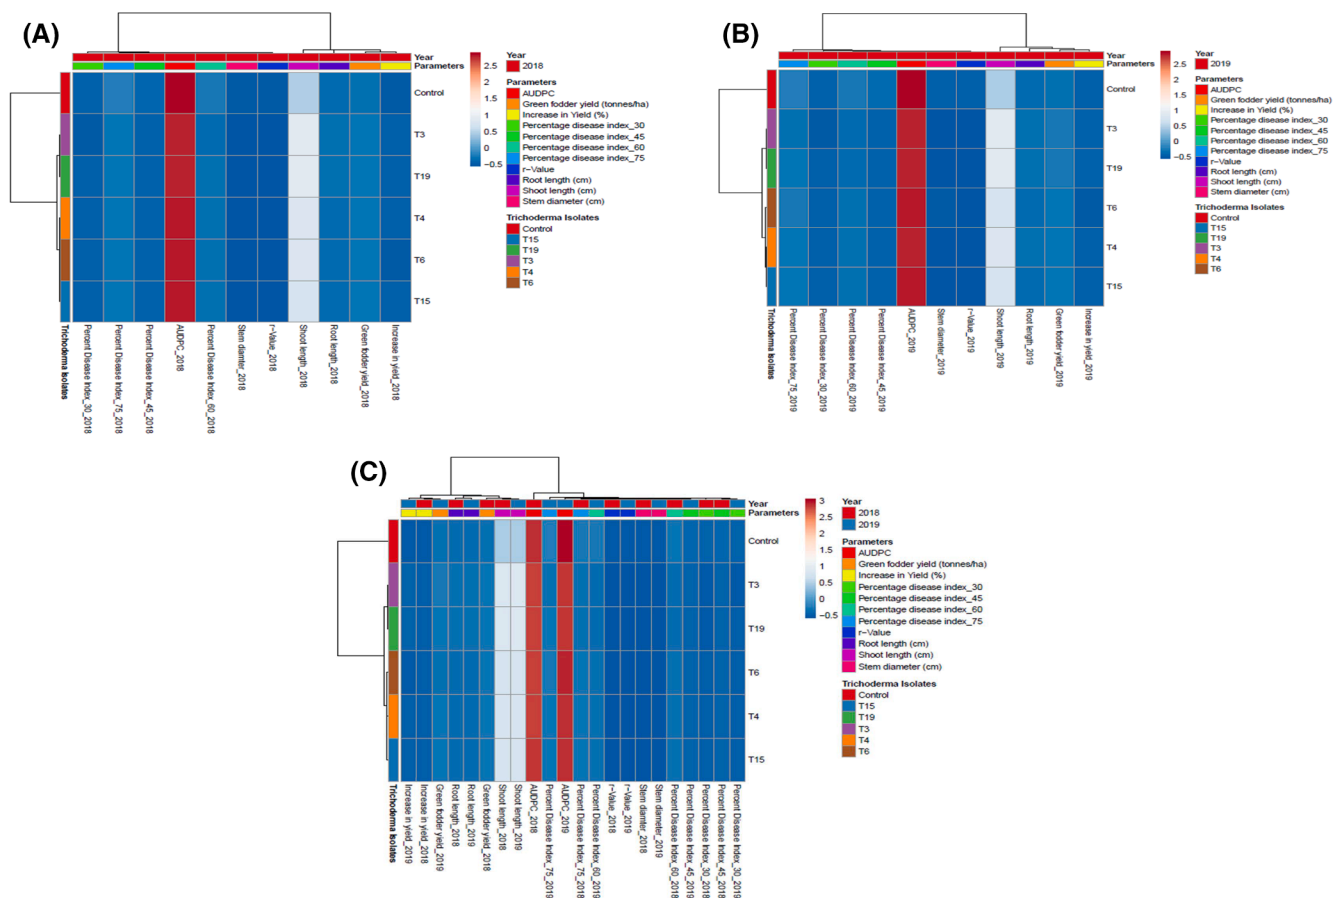 (A)
Year
Parameters
Control
T3
T19
T4
T6
T15
Trichoderma Isolates
Percent Disease Index_30_2018
Percent Disease Index_75_2018
Percent Disease Index_45_2018
AUDPC_2018
Percent Disease Index_60_2018
Stem diamter_2018
r-Value_2018
Shoot length_2018
Root length_2018
Green fodder yield_2018
Increase in yield_2018
2.5
2
1.5
1
0.5
0
-0.5
Year
2018
Parameters
AUDPC
Green fodder yield (tonnes/ha)
Increase in Yield (%)
Percentage disease index_30
Percentage disease index_45
Percentage disease index_60
Percentage disease index_75
r-Value
Root length (cm)
Shoot length (cm)
Stem diameter (cm)
Trichoderma Isolates
Control
T15
T19
T3
T4
T6
(B)
Year
Parameters
Control
T3
T19
T6
T4
T15
Trichoderma Isolates
Percent Disease Index_75_2019
Percent Disease Index_30_2019
Percent Disease Index_60_2019
Percent Disease Index_45_2019
AUDPC_2019
Stem diameter_2019
r-Value_2019
Shoot length_2019
Root length_2019
Green fodder yield_2019
Increase in yield_2019
2.5
2
1.5
1
0.5
0
-0.5
Year
2019
Parameters
AUDPC
Green fodder yield (tonnes/ha)
Increase in Yield (%)
Percentage disease index_30
Percentage disease index_45
Percentage disease index_60
Percentage disease index_75
r-Value
Root length (cm)
Shoot length (cm)
Stem diameter (cm)
Trichoderma Isolates
Control
T15
T19
T3
T4
T6
(C)
Year
Parameters
Control
T3
T19
T6
T4
T15
Trichoderma Isolates
Increase in yield_2019
Increase in yield_2018
Green fodder yield_2019
Root length_2018
Root length_2019
Green fodder yield_2018
Shoot length_2018
Shoot length_2019
AUDPC_2018
Percent Disease Index_75_2019
AUDPC_2019
Percent Disease Index_75_2018
Percent Disease Index_60_2019
r-Value_2018
r-Value_2019
Stem diamter_2018
Stem diameter_2019
Percent Disease Index_60_2018
Percent Disease Index_45_2019
Percent Disease Index_30_2018
Percent Disease Index_45_2018
Percent Disease Index_30_2019
3
2.5
2
1.5
1
0.5
0
-0.5
Year
2018
2019
Parameters
AUDPC
Green fodder yield (tonnes/ha)
Increase in Yield (%)
Percentage disease index_30
Percentage disease index_45
Percentage disease index_60
Percentage disease index_75
r-Value
Root length (cm)
Shoot length (cm)
Stem diameter (cm)
Trichoderma Isolates
Control
T15
T19
T3
T4
T6